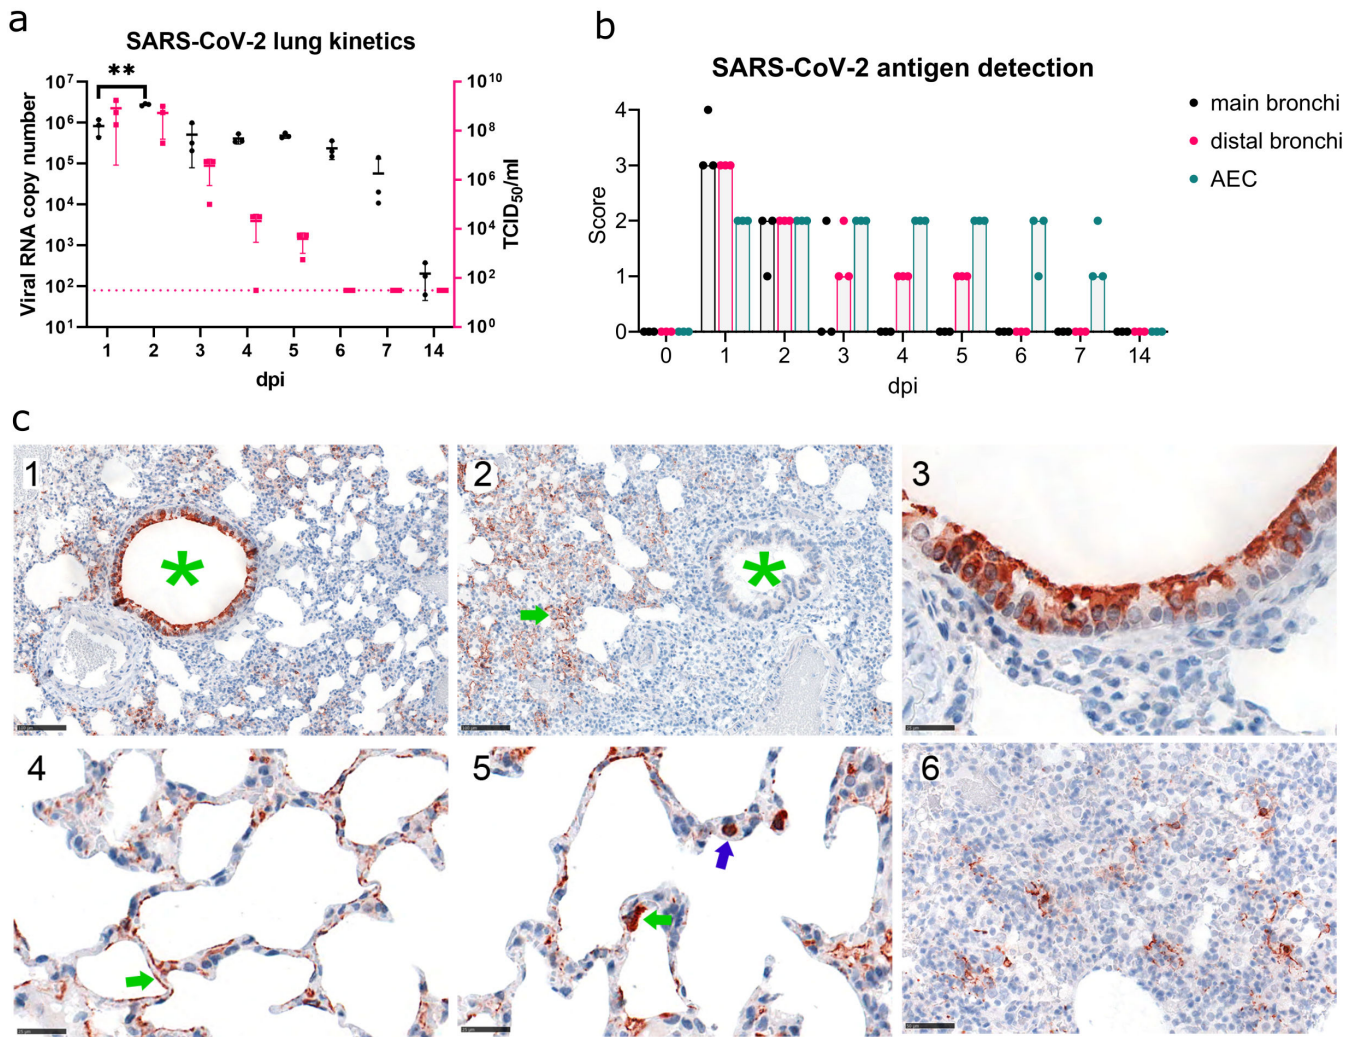 a
SARS-CoV-2 lung kinetics
**
Viral RNA copy number
10⁷
10⁶
10⁵
10⁴
10³
10²
10¹
10¹⁰
10⁸
10⁶
10⁴
10²
10⁰
TCID₅₀/ml
1 2 3 4 5 6 7 14
dpi
b
SARS-CoV-2 antigen detection
Score
4
3
2
1
0
0 1 2 3 4 5 6 7 14
dpi
main bronchi
distal bronchi
AEC
c
1
*
2
*
3
4
5
6